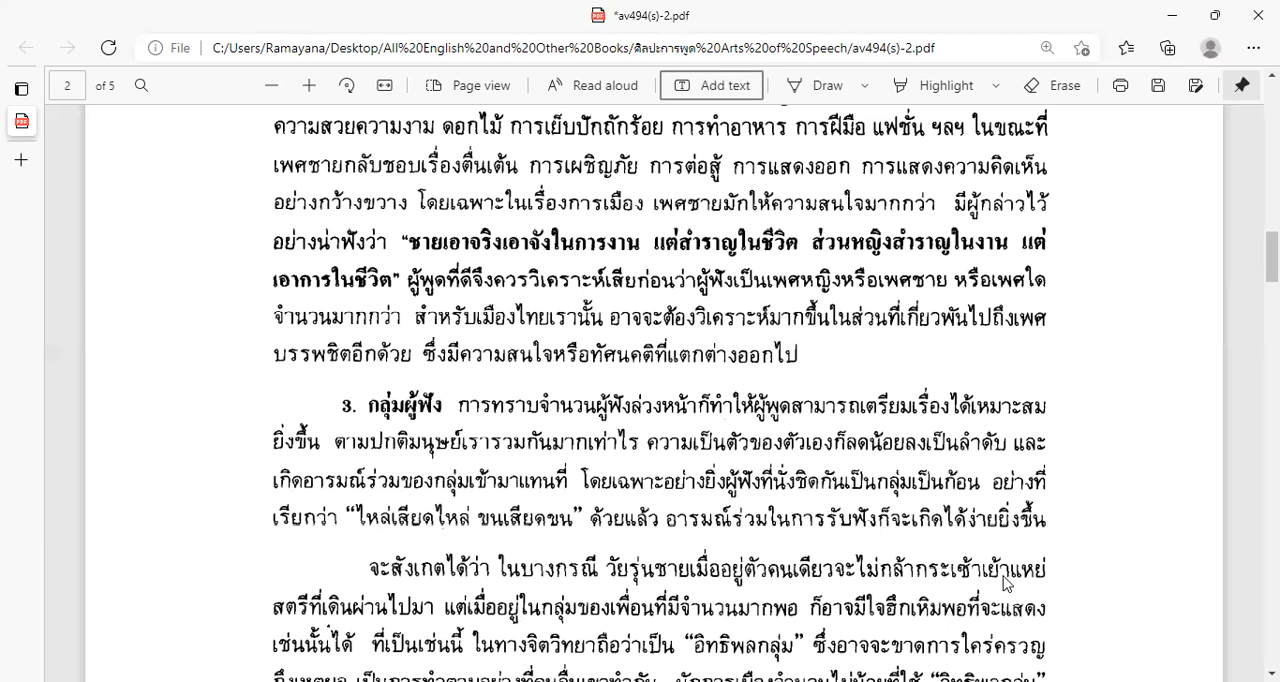 *av494(s)-2.pdf
File C:/Users/Ramayana/Desktop/All%20English%20and%20Other%20Books/ศิลปะการพูด%20Arts%20of%20Speech/av494(s)-2.pdf
2 of 5 Page view Read aloud Add text Draw Highlight Erase
ความสวยความงาม ดอกไม้ การเย็บปักถักร้อย การทำอาหาร การฝีมือ แฟชั่น ฯลฯ ในขณะที่
เพศชายกลับชอบเรื่องตื่นเต้น การเผชิญภัย การต่อสู้ การแสดงออก การแสดงความคิดเห็น
อย่างกว้างขวาง โดยเฉพาะในเรื่องการเมือง เพศชายมักให้ความสนใจมากกว่า มีผู้กล่าวไว้
อย่างน่าฟังว่า “ชายเอาจริงเอาจังในการงาน แต่สำราญในชีวิต ส่วนหญิงสำราญในงาน แต่
เอาการในชีวิต” ผู้พูดที่ดีจึงควรวิเคราะห์เสียก่อนว่าผู้ฟังเป็นเพศหญิงหรือเพศชาย หรือเพศใด
จำนวนมากกว่า สำหรับเมืองไทยเรานั้น อาจจะต้องวิเคราะห์มากขึ้นในส่วนที่เกี่ยวพันไปถึงเพศ
บรรพชิตอีกด้วย ซึ่งมีความสนใจหรือทัศนคติที่แตกต่างออกไป
3. กลุ่มผู้ฟัง การทราบจำนวนผู้ฟังล่วงหน้าก็ทำให้ผู้พูดสามารถเตรียมเรื่องได้เหมาะสม
ยิ่งขึ้น ตามปกติมนุษย์เรารวมกันมากเท่าไร ความเป็นตัวของตัวเองก็ลดน้อยลงเป็นลำดับ และ
เกิดอารมณ์ร่วมของกลุ่มเข้ามาแทนที่ โดยเฉพาะอย่างยิ่งผู้ฟังที่นั่งชิดกันเป็นกลุ่มเป็นก้อน อย่างที่
เรียกว่า “ไหล่เสียดไหล่ ขนเสียดขน” ด้วยแล้ว อารมณ์ร่วมในการรับฟังก็จะเกิดได้ง่ายยิ่งขึ้น
จะสังเกตได้ว่า ในบางกรณี วัยรุ่นชายเมื่ออยู่ตัวคนเดียวจะไม่กล้ากระเซ้าเย้าแหย่
สตรีที่เดินผ่านไปมา แต่เมื่ออยู่ในกลุ่มของเพื่อนที่มีจำนวนมากพอ ก็อาจมีใจฮึกเหิมพอที่จะแสดง
เช่นนั้นได้ ที่เป็นเช่นนี้ ในทางจิตวิทยาถือว่าเป็น “อิทธิพลกลุ่ม” ซึ่งอาจจะขาดการใคร่ครวญ